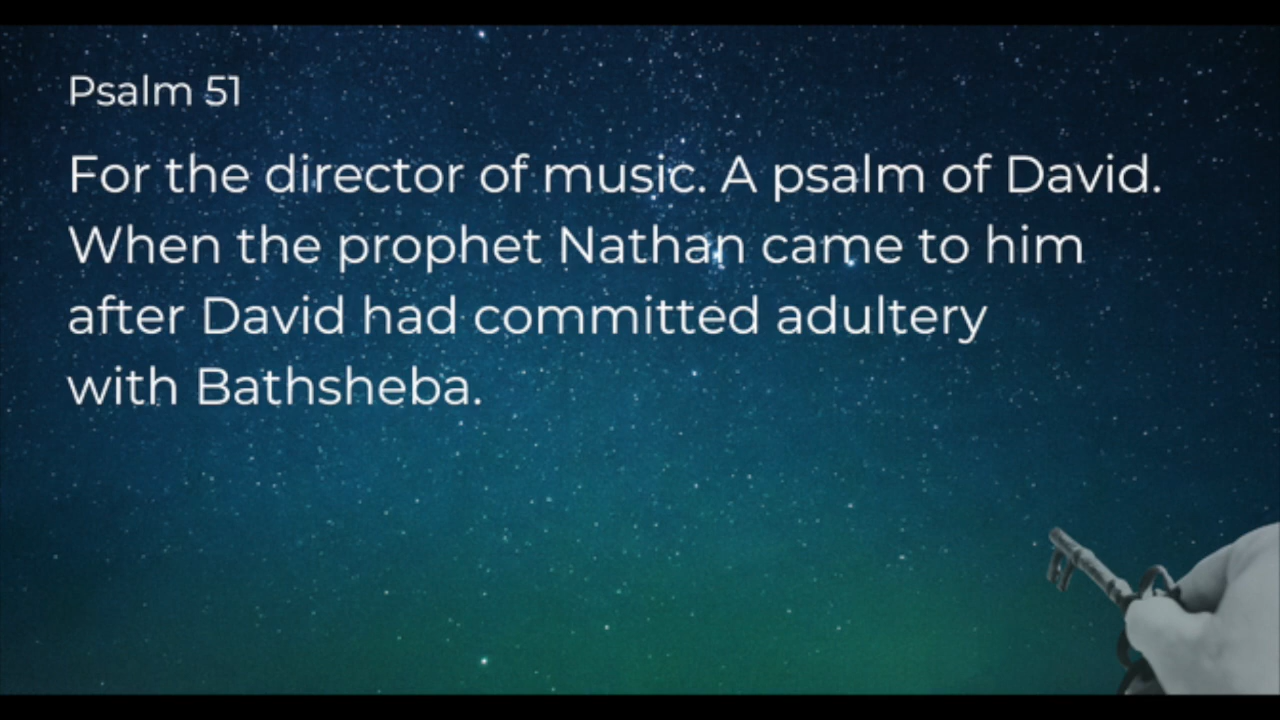 Psalm 51
For the director of music. A psalm of David.
When the prophet Nathan came to him
after David had committed adultery
with Bathsheba.